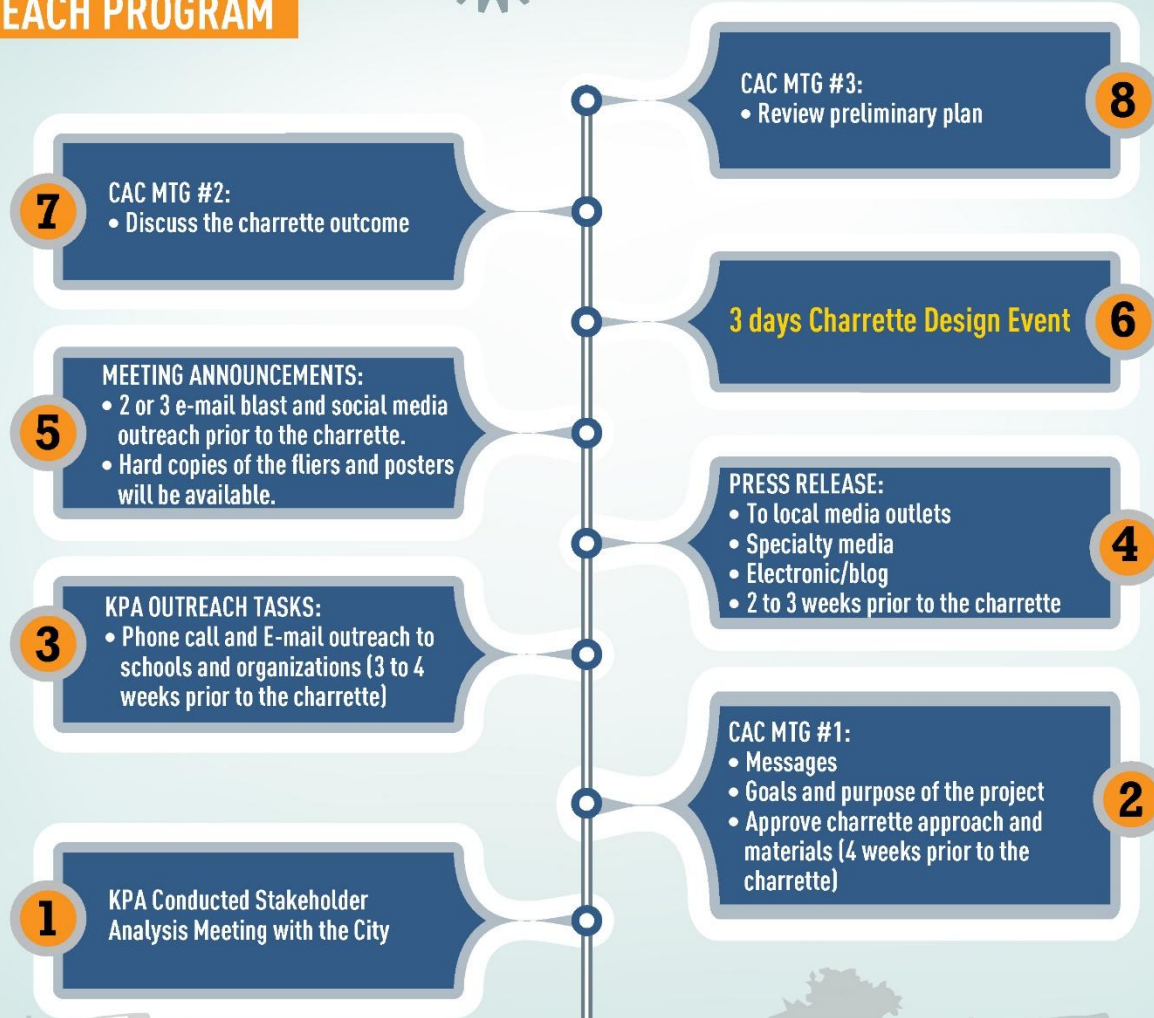 EACH PROGRAM
8
CAC MTG #3:
• Review preliminary plan
7
CAC MTG #2:
• Discuss the charrette outcome
6
3 days Charrette Design Event
5
MEETING ANNOUNCEMENTS:
• 2 or 3 e-mail blast and social media
outreach prior to the charrette.
• Hard copies of the fliers and posters
will be available.
4
PRESS RELEASE:
• To local media outlets
• Specialty media
• Electronic/blog
• 2 to 3 weeks prior to the charrette
3
KPA OUTREACH TASKS:
• Phone call and E-mail outreach to
schools and organizations (3 to 4
weeks prior to the charrette)
2
CAC MTG #1:
• Messages
• Goals and purpose of the project
• Approve charrette approach and
materials (4 weeks prior to the
charrette)
1
KPA Conducted Stakeholder
Analysis Meeting with the City